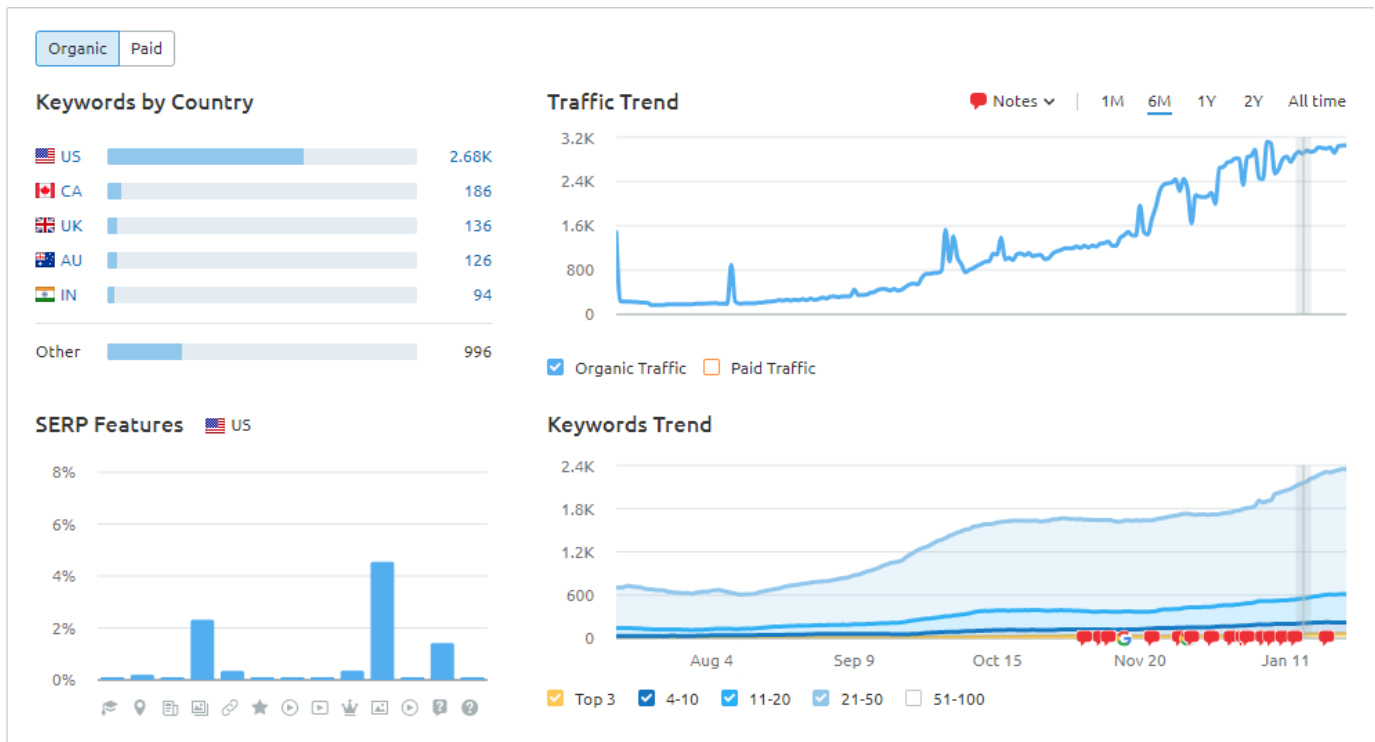 Organic Paid
Keywords by Country
US 2.68K
CA 186
UK 136
AU 126
IN 94
Other 996
Traffic Trend
Notes 1M 6M 1Y 2Y All time
3.2K
2.4K
1.6K
800
0
Organic Traffic Paid Traffic
SERP Features US
8%
6%
4%
2%
0%
Keywords Trend
2.4K
1.8K
1.2K
600
0
Aug 4 Sep 9 Oct 15 Nov 20 Jan 11
Top 3 4-10 11-20 21-50 51-100